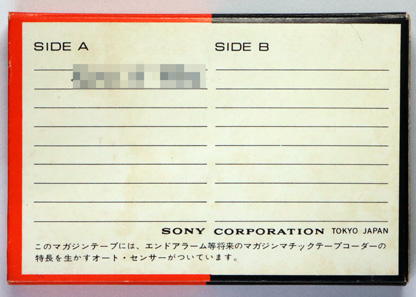 SIDE A
SIDE B
SONY CORPORATION TOKYO JAPAN
このマガジンテープには、エンドアラーム等将来のマガジンマチックテープコーダーの
特長を生かすオート・センサーがついています。